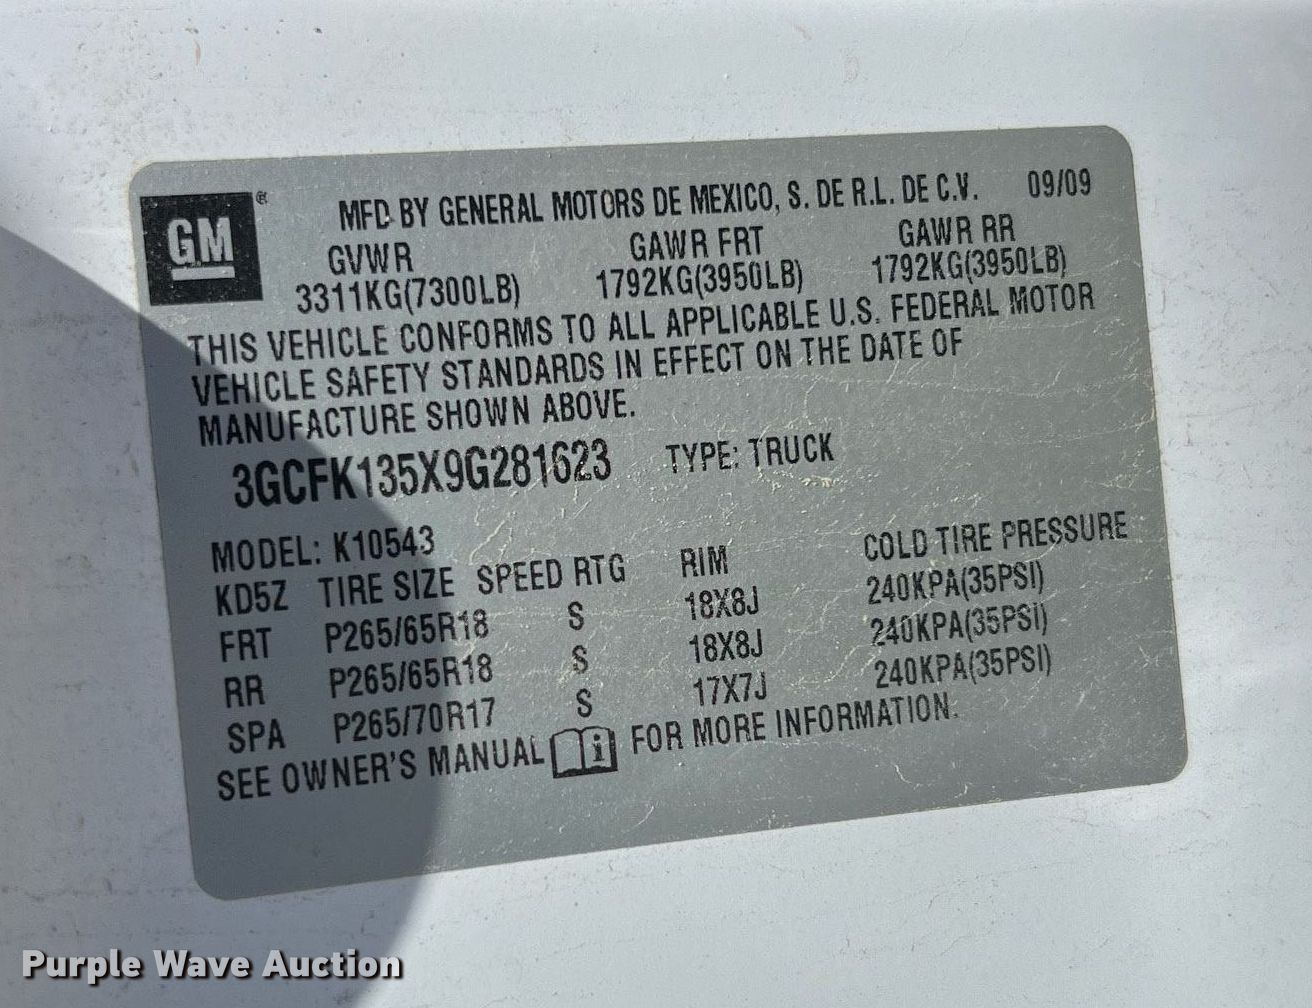 GM ®
MFD BY GENERAL MOTORS DE MEXICO, S. DE R.L. DE C.V. 09/09
GVWR GAWR FRT GAWR RR
3311KG(7300LB) 1792KG(3950LB) 1792KG(3950LB)
THIS VEHICLE CONFORMS TO ALL APPLICABLE U.S. FEDERAL MOTOR
VEHICLE SAFETY STANDARDS IN EFFECT ON THE DATE OF
MANUFACTURE SHOWN ABOVE.
3GCFK135X9G281623 TYPE: TRUCK
MODEL: K10543
KD5Z TIRE SIZE SPEED RTG RIM COLD TIRE PRESSURE
FRT P265/65R18 S 18X8J 240KPA(35PSI)
RR P265/65R18 S 18X8J 240KPA(35PSI)
SPA P265/70R17 S 17X7J 240KPA(35PSI)
SEE OWNER'S MANUAL i FOR MORE INFORMATION.
Purple Wave Auction